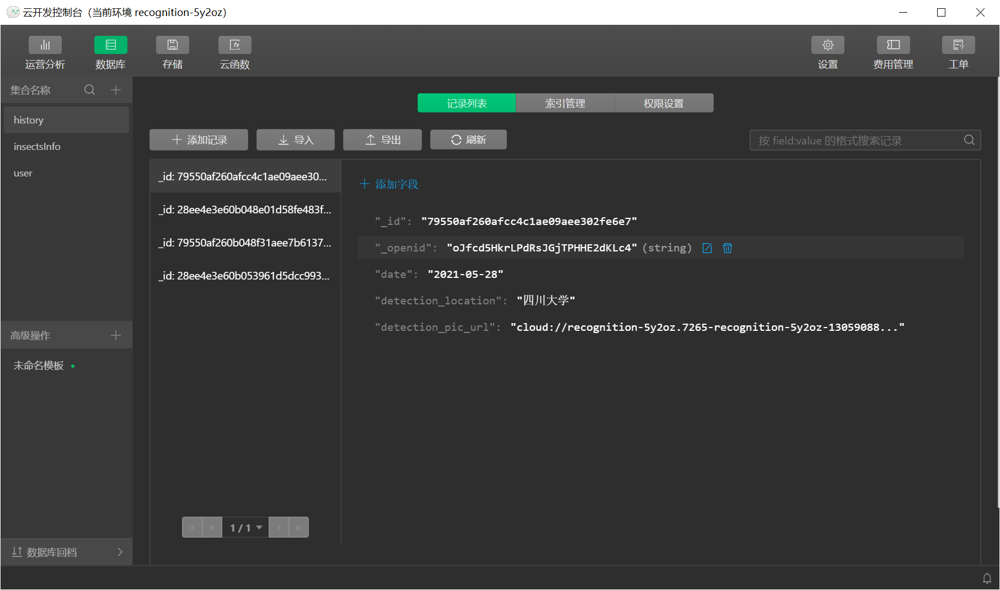 云开发控制台（当前环境 recognition-5y2oz）
运营分析
数据库
存储
云函数
设置
费用管理
工单
集合名称
history
insectsInfo
user
高级操作
未命名模板
数据库回档
记录列表
索引管理
权限设置
添加记录
导入
导出
刷新
按 field:value 的格式搜索记录
_id: 79550af260afcc4c1ae09aee30...
_id: 28ee4e3e60b048e01d58fe483f...
_id: 79550af260b048f31aee7b6137...
_id: 28ee4e3e60b053961d5dcc993...
1 / 1
添加字段
"_id": "79550af260afcc4c1ae09aee302fe6e7"
"_openid": "oJfcd5HkrLPdRsJGjTPHHE2dKLc4" (string)
"date": "2021-05-28"
"detection_location": "四川大学"
"detection_pic_url": "cloud://recognition-5y2oz.7265-recognition-5y2oz-13059088..."